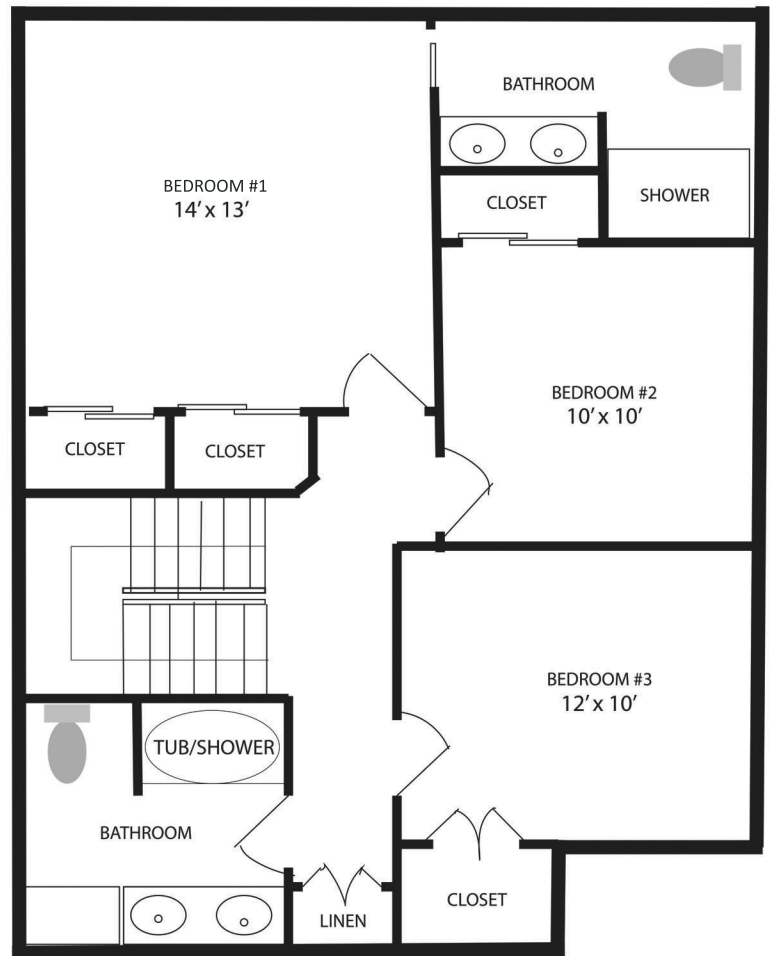 BATHROOM
BEDROOM #1
14’ x 13’
CLOSET
SHOWER
BEDROOM #2
10’ x 10’
CLOSET
CLOSET
BEDROOM #3
12’ x 10’
TUB/SHOWER
BATHROOM
CLOSET
LINEN